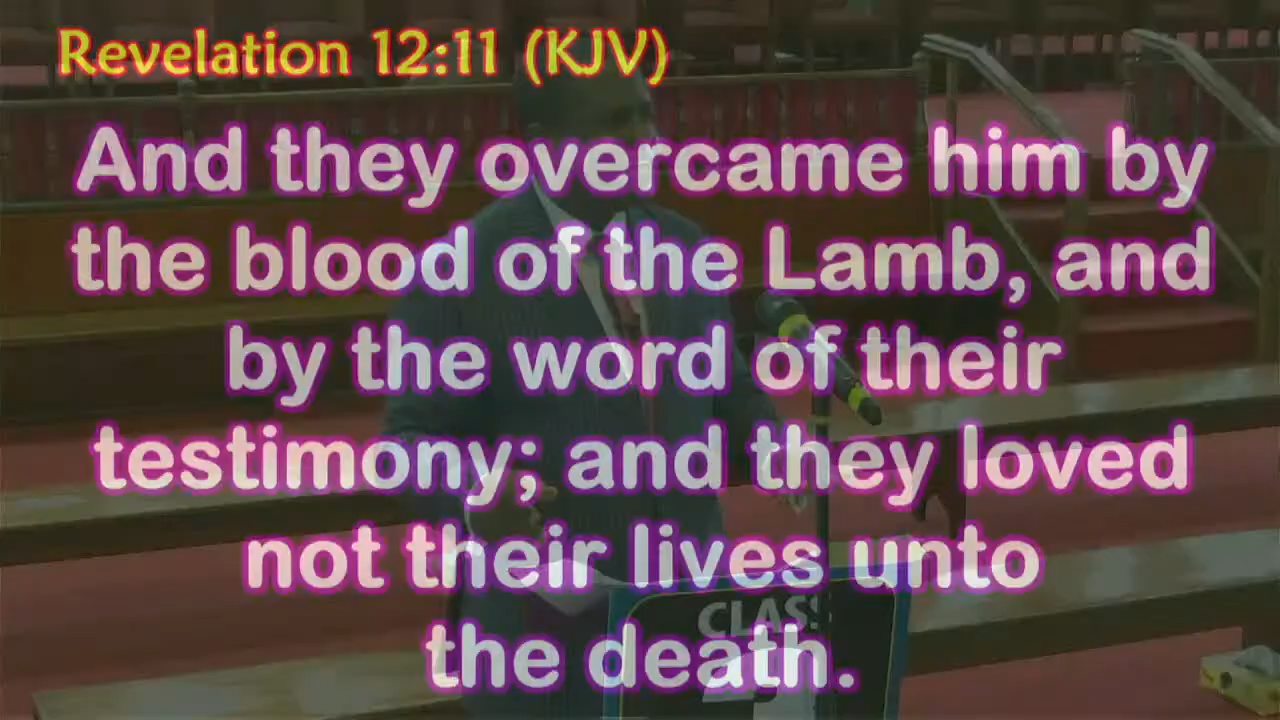 Revelation 12:11 (KJV)
And they overcame him by
the blood of the Lamb, and
by the word of their
testimony; and they loved
not their lives unto
the death.
CLASS